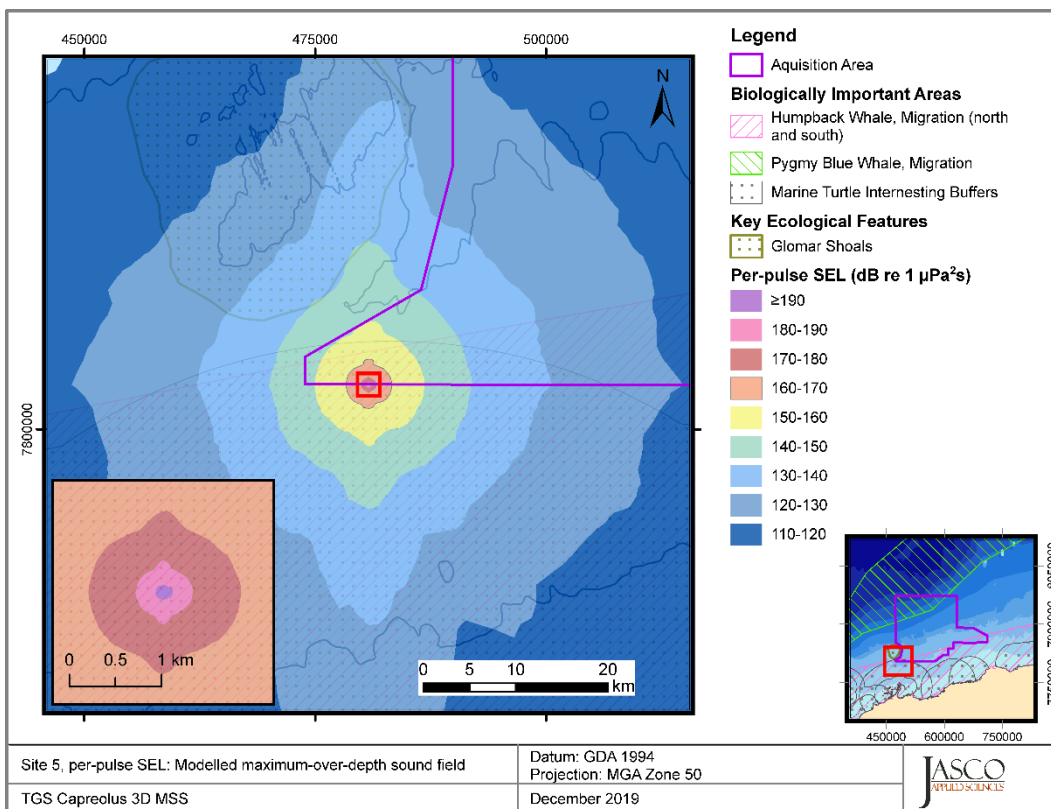 450000
475000
500000
N
7800000
0 0.5 1 km
0 5 10 20
km
Legend
Aquisition Area
Biologically Important Areas
Humpback Whale, Migration (north
and south)
Pygmy Blue Whale, Migration
Marine Turtle Internesting Buffers
Key Ecological Features
Glomar Shoals
Per-pulse SEL (dB re 1 µPa²s)
≥190
180-190
170-180
160-170
150-160
140-150
130-140
120-130
110-120
450000 600000 750000
Site 5, per-pulse SEL: Modelled maximum-over-depth sound field
Datum: GDA 1994
Projection: MGA Zone 50
TGS Capreolus 3D MSS
December 2019
JASCO
APPLIED SCIENCES